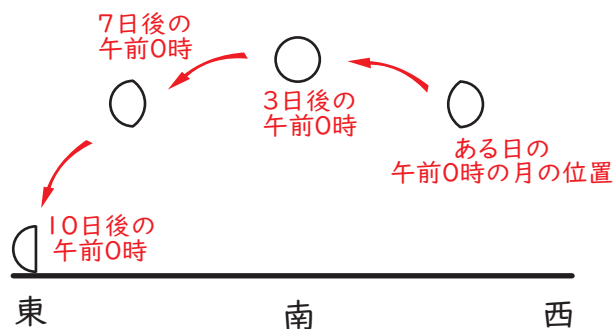 7日後の
午前0時
3日後の
午前0時
ある日の
午前0時の月の位置
10日後の
午前0時
東
南
西